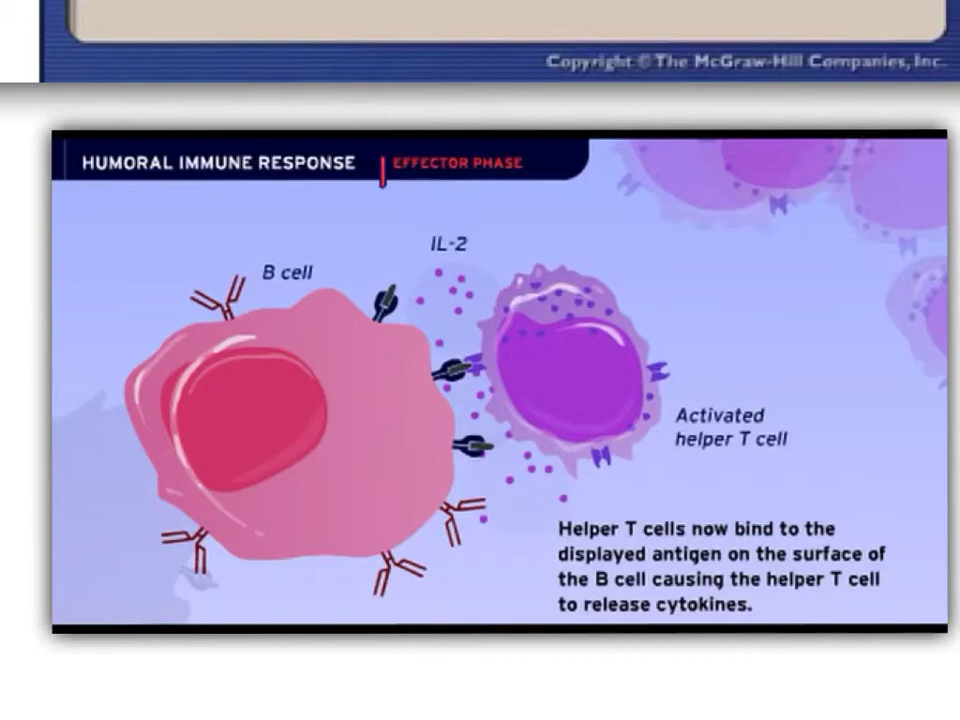 Copyright © The McGraw-Hill Companies, Inc.
HUMORAL IMMUNE RESPONSE
EFFECTOR PHASE
IL-2
B cell
Activated
helper T cell
Helper T cells now bind to the
displayed antigen on the surface of
the B cell causing the helper T cell
to release cytokines.